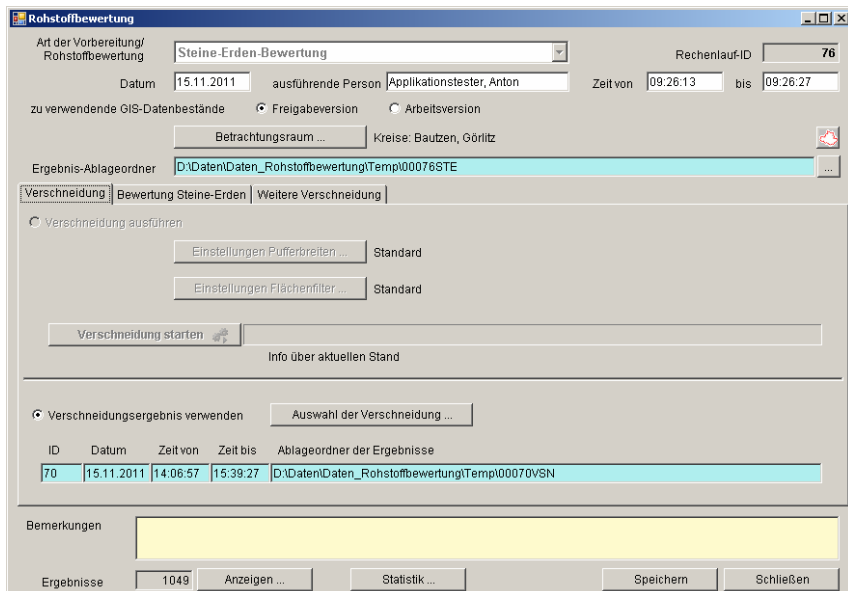 Rohstoffbewertung
Art der Vorbereitung/
Rohstoffbewertung Steine-Erden-Bewertung Rechenlauf-ID 76
Datum 15.11.2011 ausführende Person Applikationstester, Anton Zeit von 09:26:13 bis 09:26:27
zu verwendende GIS-Datenbestände Freigabeversion Arbeitsversion
Betrachtungsraum ... Kreise: Bautzen, Görlitz
Ergebnis-Ablageordner D:\Daten\Daten_Rohstoffbewertung\Temp\00076STE ...
Verschneidung Bewertung Steine-Erden Weitere Verschneidung
Verschneidung ausführen
Einstellungen Pufferbreiten ... Standard
Einstellungen Flächenfilter ... Standard
Verschneidung starten
Info über aktuellen Stand
Verschneidungsergebnis verwenden Auswahl der Verschneidung ...
ID Datum Zeit von Zeit bis Ablageordner der Ergebnisse
70 15.11.2011 14:06:57 15:39:27 D:\Daten\Daten_Rohstoffbewertung\Temp\00070VSN
Bemerkungen
Ergebnisse 1049 Anzeigen ... Statistik ... Speichern Schließen